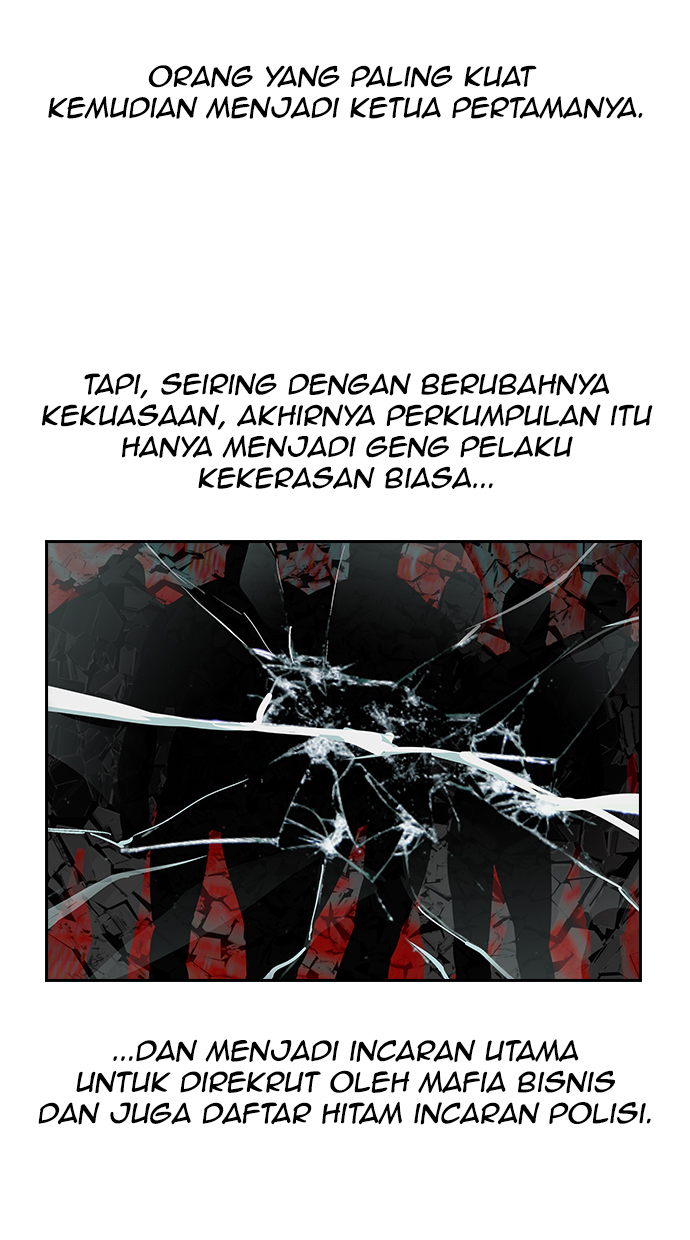 ORANG YANG PALING KUAT
KEMUDIAN MENJADI KETUA PERTAMANYA.
TAPI, SEIRING DENGAN BERUBAHNYA
KEKUASAAN, AKHIRNYA PERKUMPULAN ITU
HANYA MENJADI GENG PELAKU
KEKERASAN BIASA...
...DAN MENJADI INCARAN UTAMA
UNTUK DIREKRUT OLEH MAFIA BISNIS
DAN JUGA DAFTAR HITAM INCARAN POLISI.